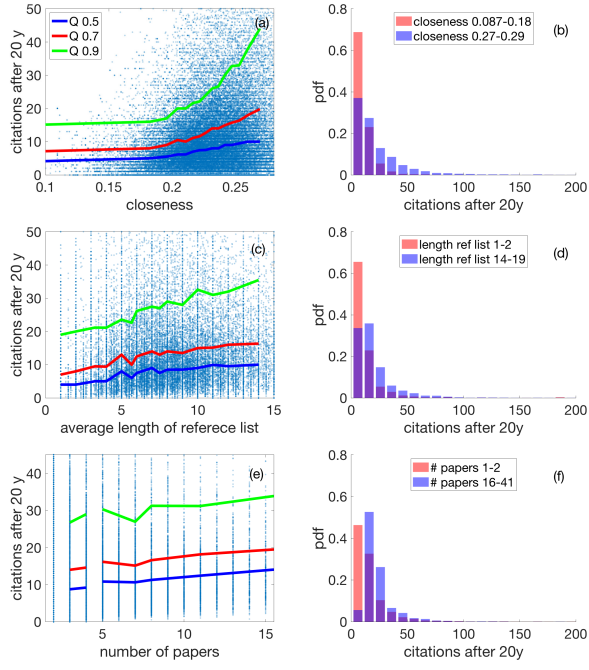 (a)
Q 0.5
Q 0.7
Q 0.9
citations after 20 y
50
40
30
20
10
0
0.1
0.15
0.2
0.25
closeness
(b)
closeness 0.087-0.18
closeness 0.27-0.29
pdf
0.8
0.6
0.4
0.2
0
0
50
100
150
200
citations after 20y
(c)
citations after 20 y
50
40
30
20
10
0
5
10
15
average length of referece list
(d)
length ref list 1-2
length ref list 14-19
pdf
0.8
0.6
0.4
0.2
0
0
50
100
150
200
citations after 20y
(e)
citations after 20 y
40
30
20
10
0
5
10
15
number of papers
(f)
# papers 1-2
# papers 16-41
pdf
0.8
0.6
0.4
0.2
0
0
50
100
150
200
citations after 20y